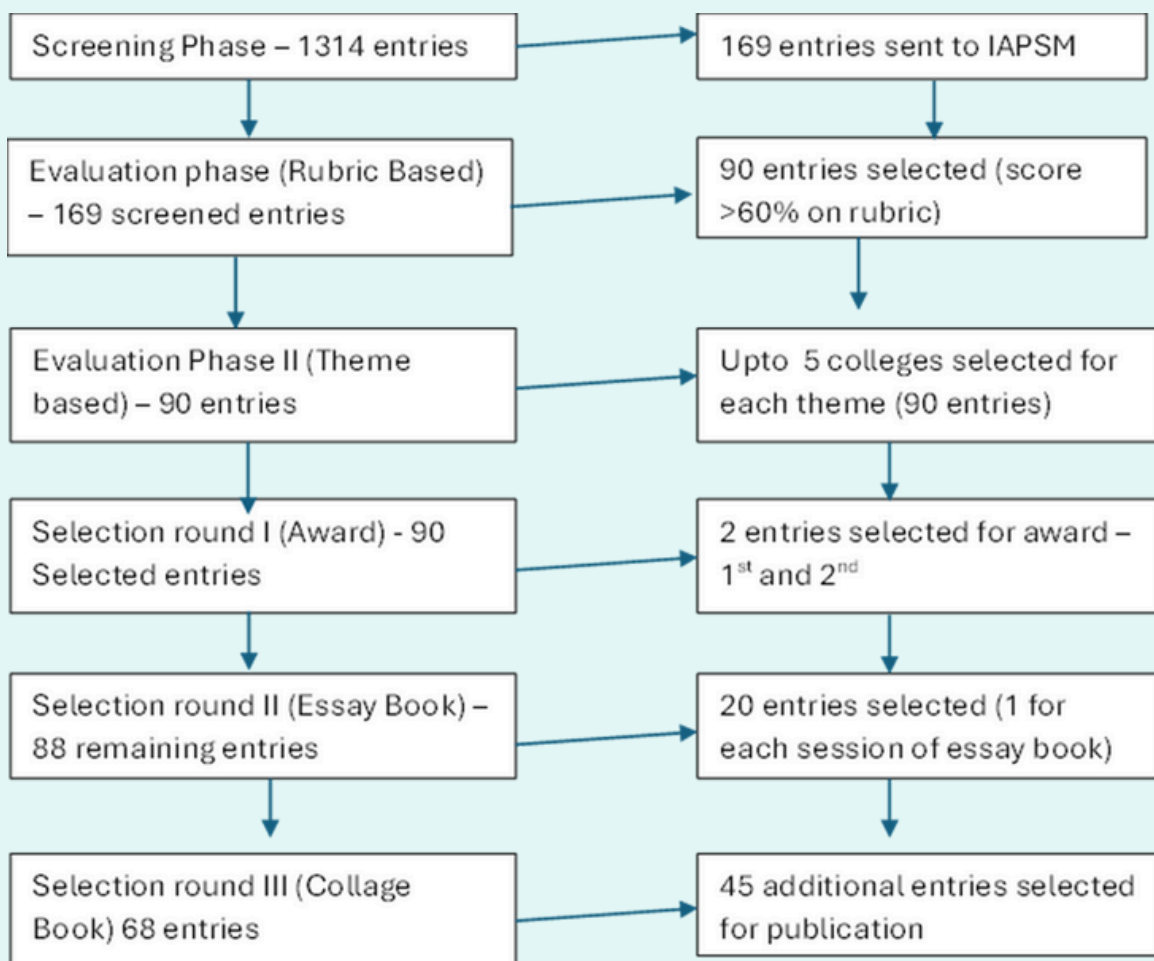 Screening Phase – 1314 entries
169 entries sent to IAPSM
Evaluation phase (Rubric Based)
– 169 screened entries
90 entries selected (score
>60% on rubric)
Evaluation Phase II (Theme
based) – 90 entries
Upto 5 colleges selected for
each theme (90 entries)
Selection round I (Award) - 90
Selected entries
2 entries selected for award –
1st and 2nd
Selection round II (Essay Book) –
88 remaining entries
20 entries selected (1 for
each session of essay book)
Selection round III (Collage
Book) 68 entries
45 additional entries selected
for publication